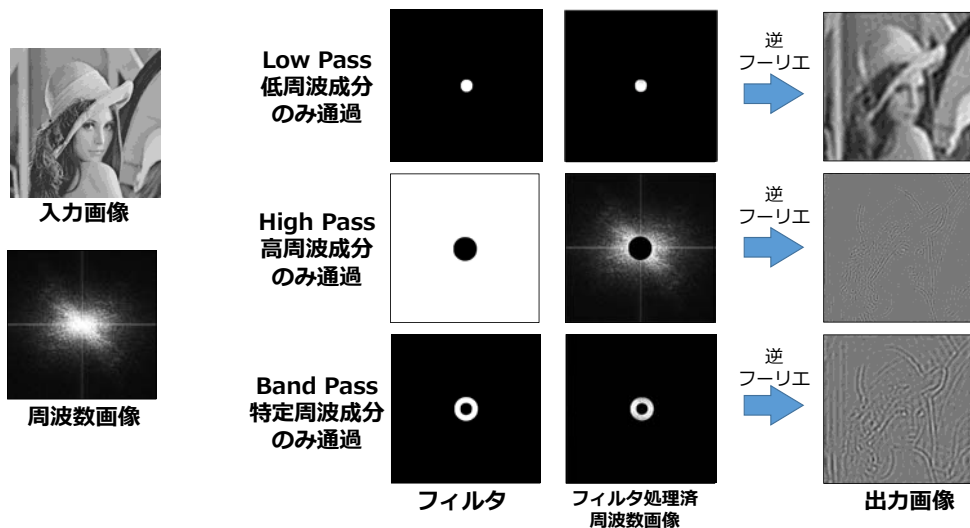 入力画像
周波数画像
Low Pass
低周波成分
のみ通過
逆
フーリエ
High Pass
高周波成分
のみ通過
逆
フーリエ
Band Pass
特定周波成分
のみ通過
逆
フーリエ
フィルタ
フィルタ処理済
周波数画像
出力画像